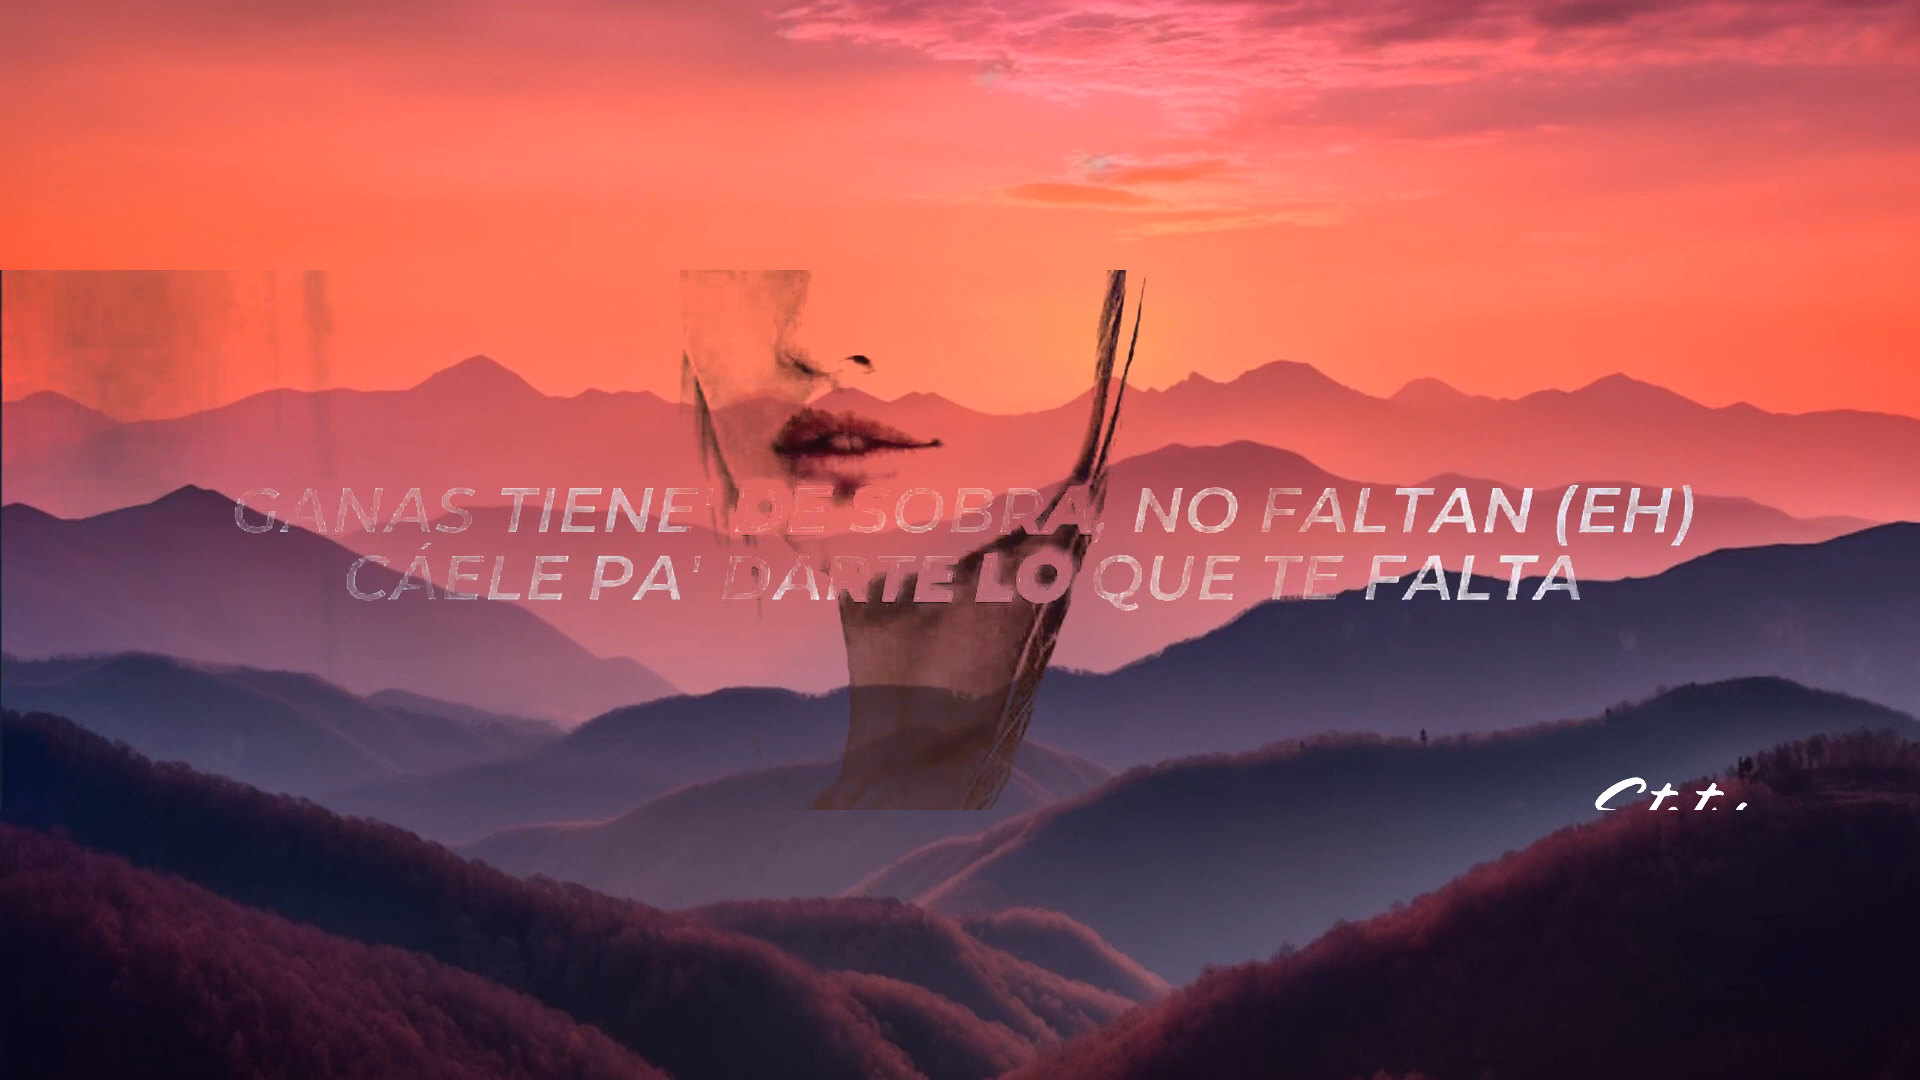 GANAS TIENE' DE SOBRA, NO FALTAN (EH)
CÁELE PA' DARTE LO QUE TE FALTA